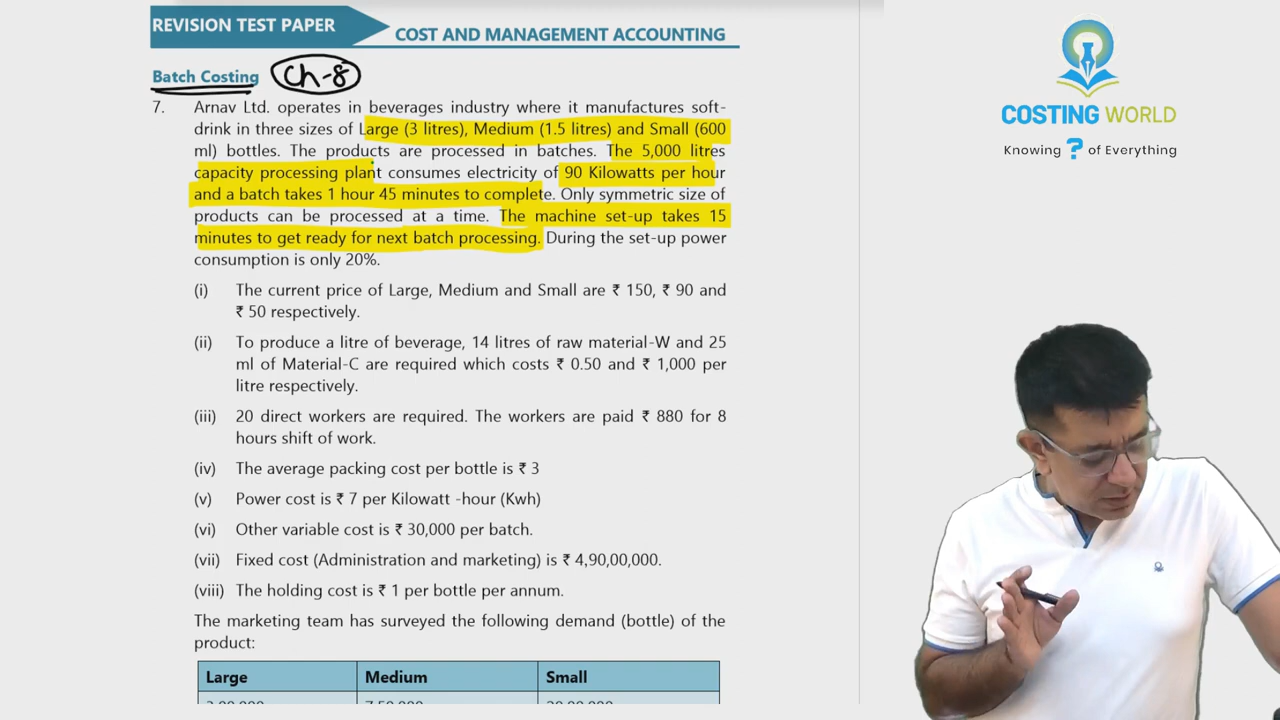 REVISION TEST PAPER
COST AND MANAGEMENT ACCOUNTING
Batch Costing
Ch-8
7. Arnav Ltd. operates in beverages industry where it manufactures soft-
drink in three sizes of Large (3 litres), Medium (1.5 litres) and Small (600
ml) bottles. The products are processed in batches. The 5,000 litres
capacity processing plant consumes electricity of 90 Kilowatts per hour
and a batch takes 1 hour 45 minutes to complete. Only symmetric size of
products can be processed at a time. The machine set-up takes 15
minutes to get ready for next batch processing. During the set-up power
consumption is only 20%.
(i) The current price of Large, Medium and Small are ₹ 150, ₹ 90 and
₹ 50 respectively.
(ii) To produce a litre of beverage, 14 litres of raw material-W and 25
ml of Material-C are required which costs ₹ 0.50 and ₹ 1,000 per
litre respectively.
(iii) 20 direct workers are required. The workers are paid ₹ 880 for 8
hours shift of work.
(iv) The average packing cost per bottle is ₹ 3
(v) Power cost is ₹ 7 per Kilowatt -hour (Kwh)
(vi) Other variable cost is ₹ 30,000 per batch.
(vii) Fixed cost (Administration and marketing) is ₹ 4,90,00,000.
(viii) The holding cost is ₹ 1 per bottle per annum.
The marketing team has surveyed the following demand (bottle) of the
product:
Large Medium Small
COSTING WORLD
Knowing ? of Everything